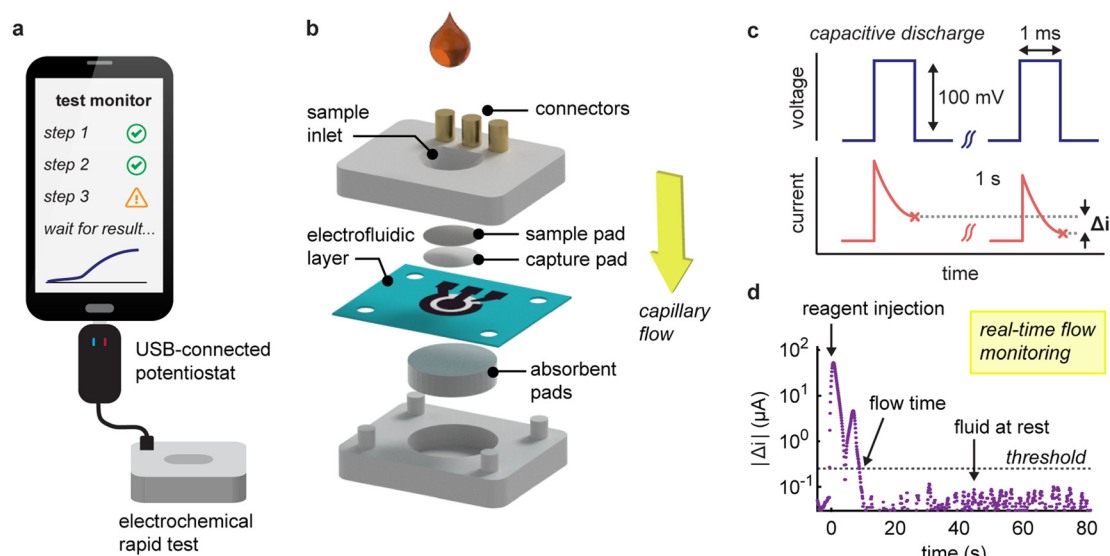 a
test monitor
step 1
step 2
step 3
wait for result...
USB-connected
potentiostat
electrochemical
rapid test
b
sample
inlet
connectors
electrofluidic
layer
sample pad
capture pad
absorbent
pads
capillary
flow
c
capacitive discharge
1 ms
voltage
100 mV
current
1 s
Δi
time
d
reagent injection
real-time flow
monitoring
|Δi| (μA)
10²
10¹
10⁰
10⁻¹
flow time
fluid at rest
threshold
0 20 40 60 80
time (s)